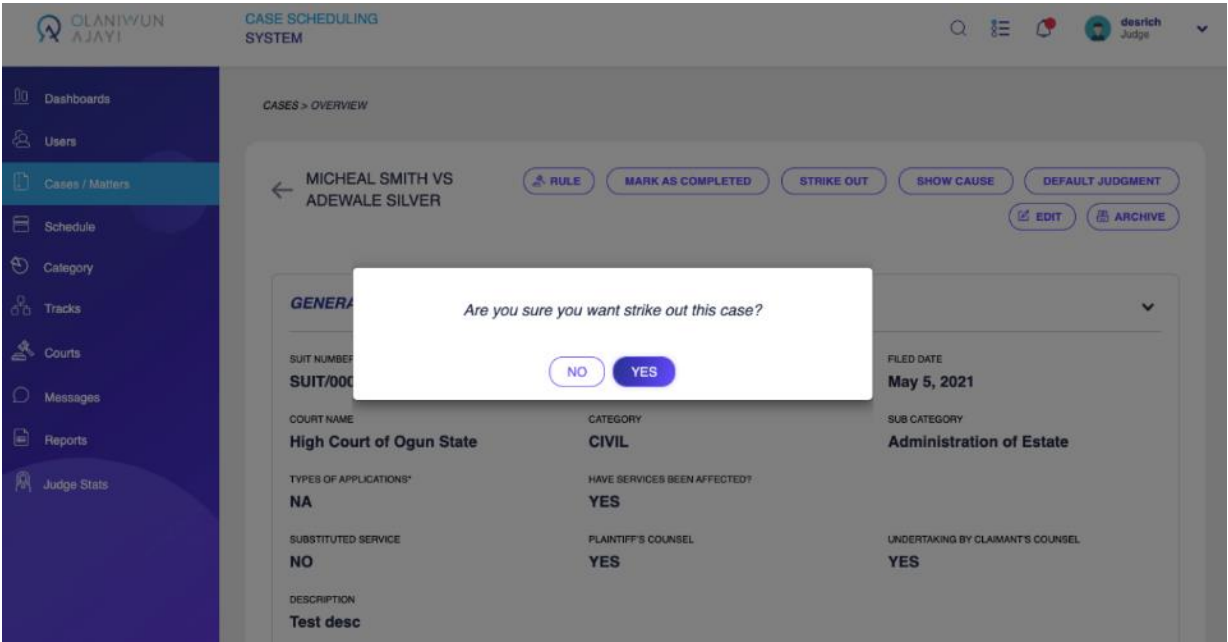 OLANIWUN
AJAYI
CASE SCHEDULING
SYSTEM
desrich
Judge
Dashboards
Users
Cases / Matters
Schedule
Category
Tracks
Courts
Messages
Reports
Judge Stats
CASES > OVERVIEW
MICHEAL SMITH VS
ADEWALE SILVER
RULE
MARK AS COMPLETED
STRIKE OUT
SHOW CAUSE
DEFAULT JUDGMENT
EDIT
ARCHIVE
GENERA
Are you sure you want strike out this case?
NO
YES
SUIT NUMBER
FILED DATE
SUIT/000
May 5, 2021
COURT NAME
CATEGORY
SUB CATEGORY
High Court of Ogun State
CIVIL
Administration of Estate
TYPES OF APPLICATIONS*
HAVE SERVICES BEEN AFFECTED?
NA
YES
SUBSTITUTED SERVICE
PLAINTIFF'S COUNSEL
UNDERTAKING BY CLAIMANT'S COUNSEL
NO
YES
YES
DESCRIPTION
Test desc